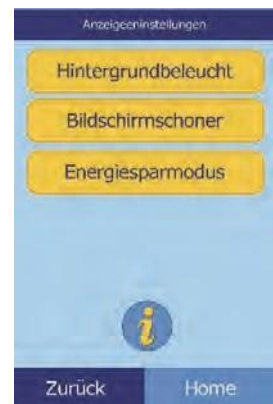 Anzeigeeinstellungen
Hintergrundbeleucht
Bildschirmschoner
Energiesparmodus
i
Zurück Home